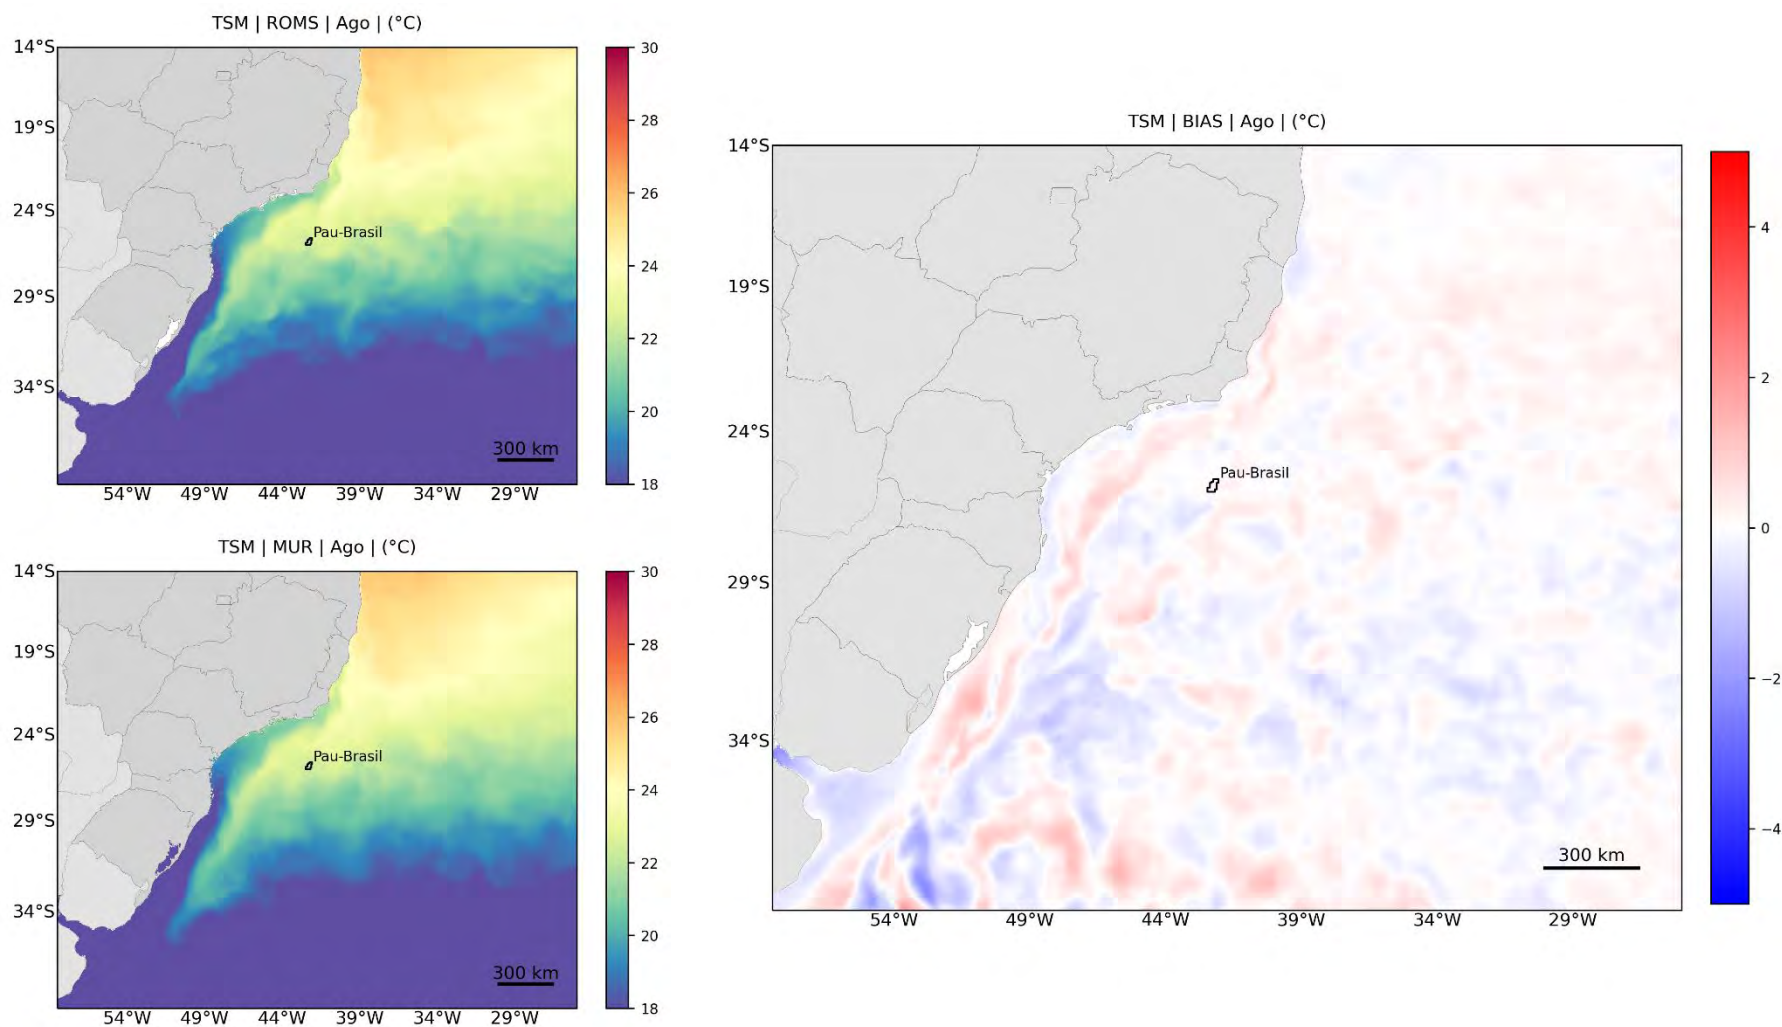 TSM | ROMS | Ago | (°C)
14°S
19°S
24°S
29°S
34°S
54°W 49°W 44°W 39°W 34°W 29°W
Pau-Brasil
300 km
30
28
26
24
22
20
18
TSM | MUR | Ago | (°C)
14°S
19°S
24°S
29°S
34°S
54°W 49°W 44°W 39°W 34°W 29°W
Pau-Brasil
300 km
30
28
26
24
22
20
18
TSM | BIAS | Ago | (°C)
14°S
19°S
24°S
29°S
34°S
54°W 49°W 44°W 39°W 34°W 29°W
Pau-Brasil
300 km
4
2
0
−2
−4